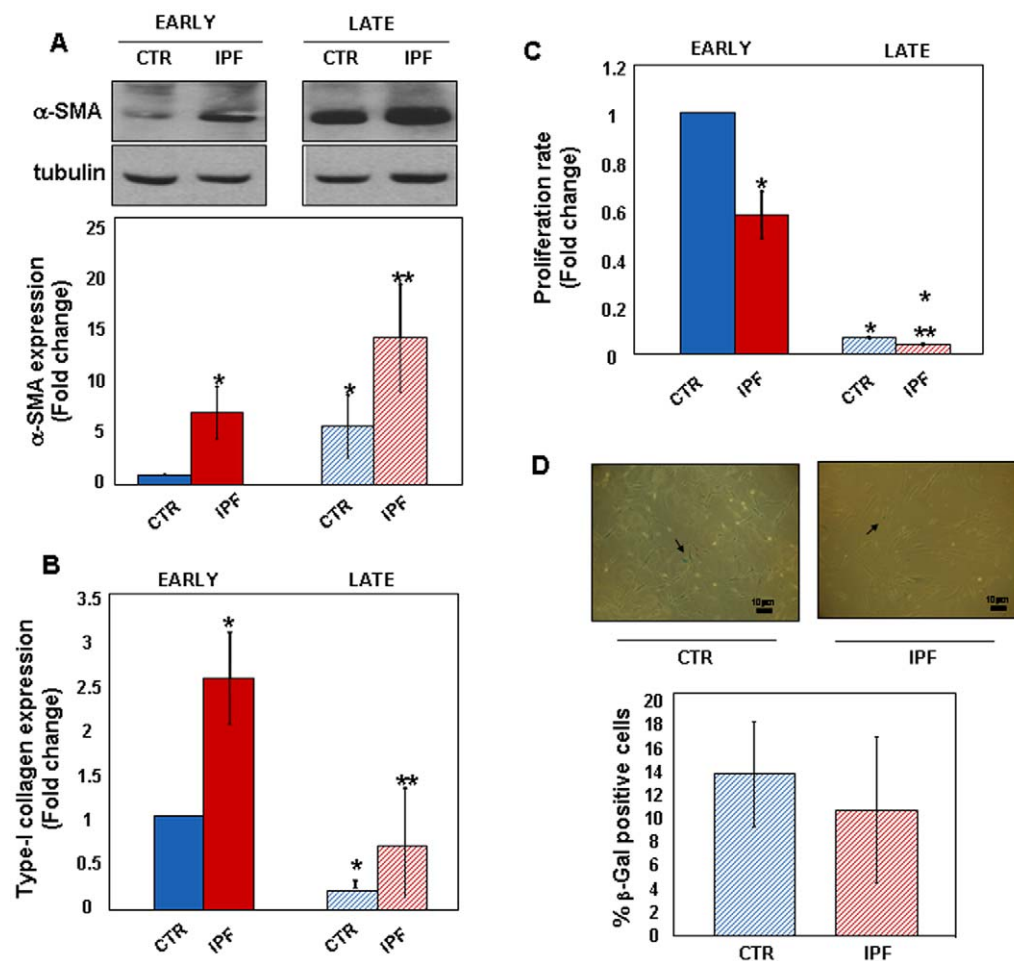 A
EARLY LATE
CTR IPF CTR IPF
α-SMA
tubulin
α-SMA expression
(Fold change)
25
20
15
10
5
0
* * **
CTR IPF CTR IPF
B
EARLY LATE
Type-I collagen expression
(Fold change)
3.5
3
2.5
2
1.5
1
0.5
0
* * **
CTR IPF CTR IPF
C
EARLY LATE
Proliferation rate
(Fold change)
1.2
1
0.8
0.6
0.4
0.2
0
* * * **
CTR IPF CTR IPF
D
10µm 10µm
CTR IPF
% β-Gal positive cells
20
18
16
14
12
10
8
6
4
2
0
CTR IPF